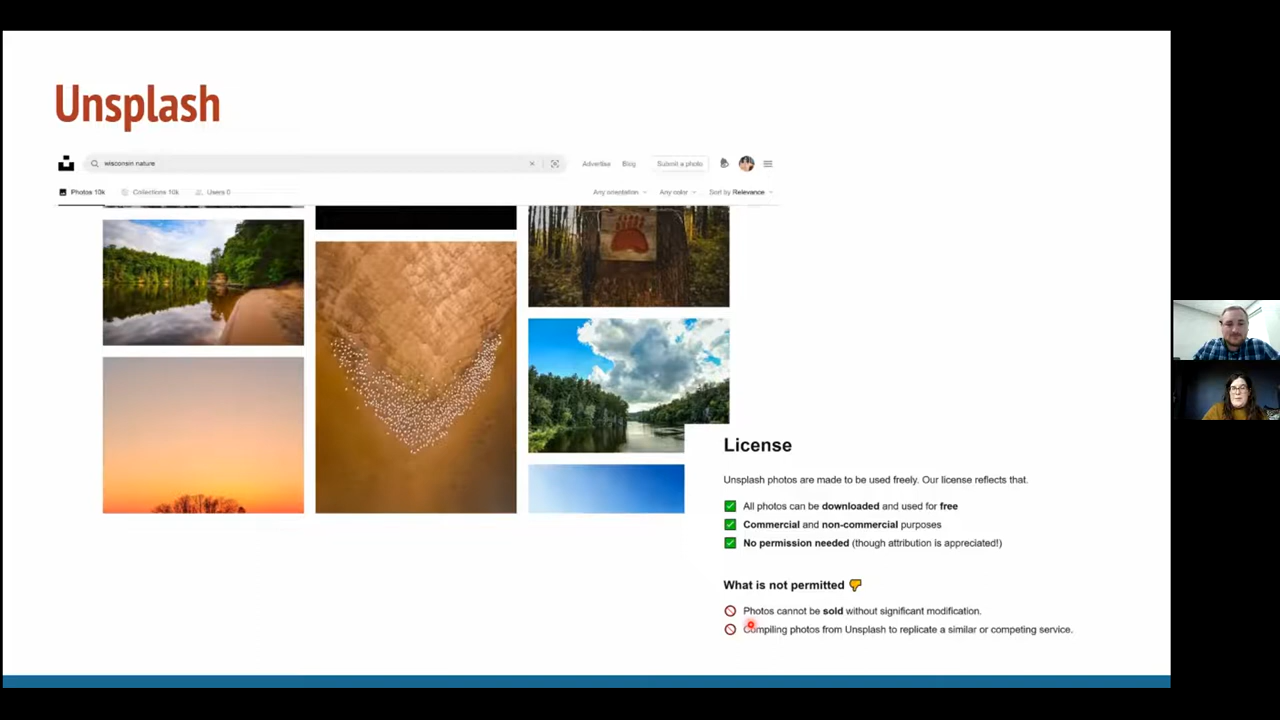 Unsplash
wisconsin nature
Advertise Blog Submit a photo
Photos 10k Collections 10k Users 0 Any orientation Any color Sort by Relevance
License
Unsplash photos are made to be used freely. Our license reflects that.
All photos can be downloaded and used for free
Commercial and non-commercial purposes
No permission needed (though attribution is appreciated!)
What is not permitted 👎
Photos cannot be sold without significant modification.
Compiling photos from Unsplash to replicate a similar or competing service.